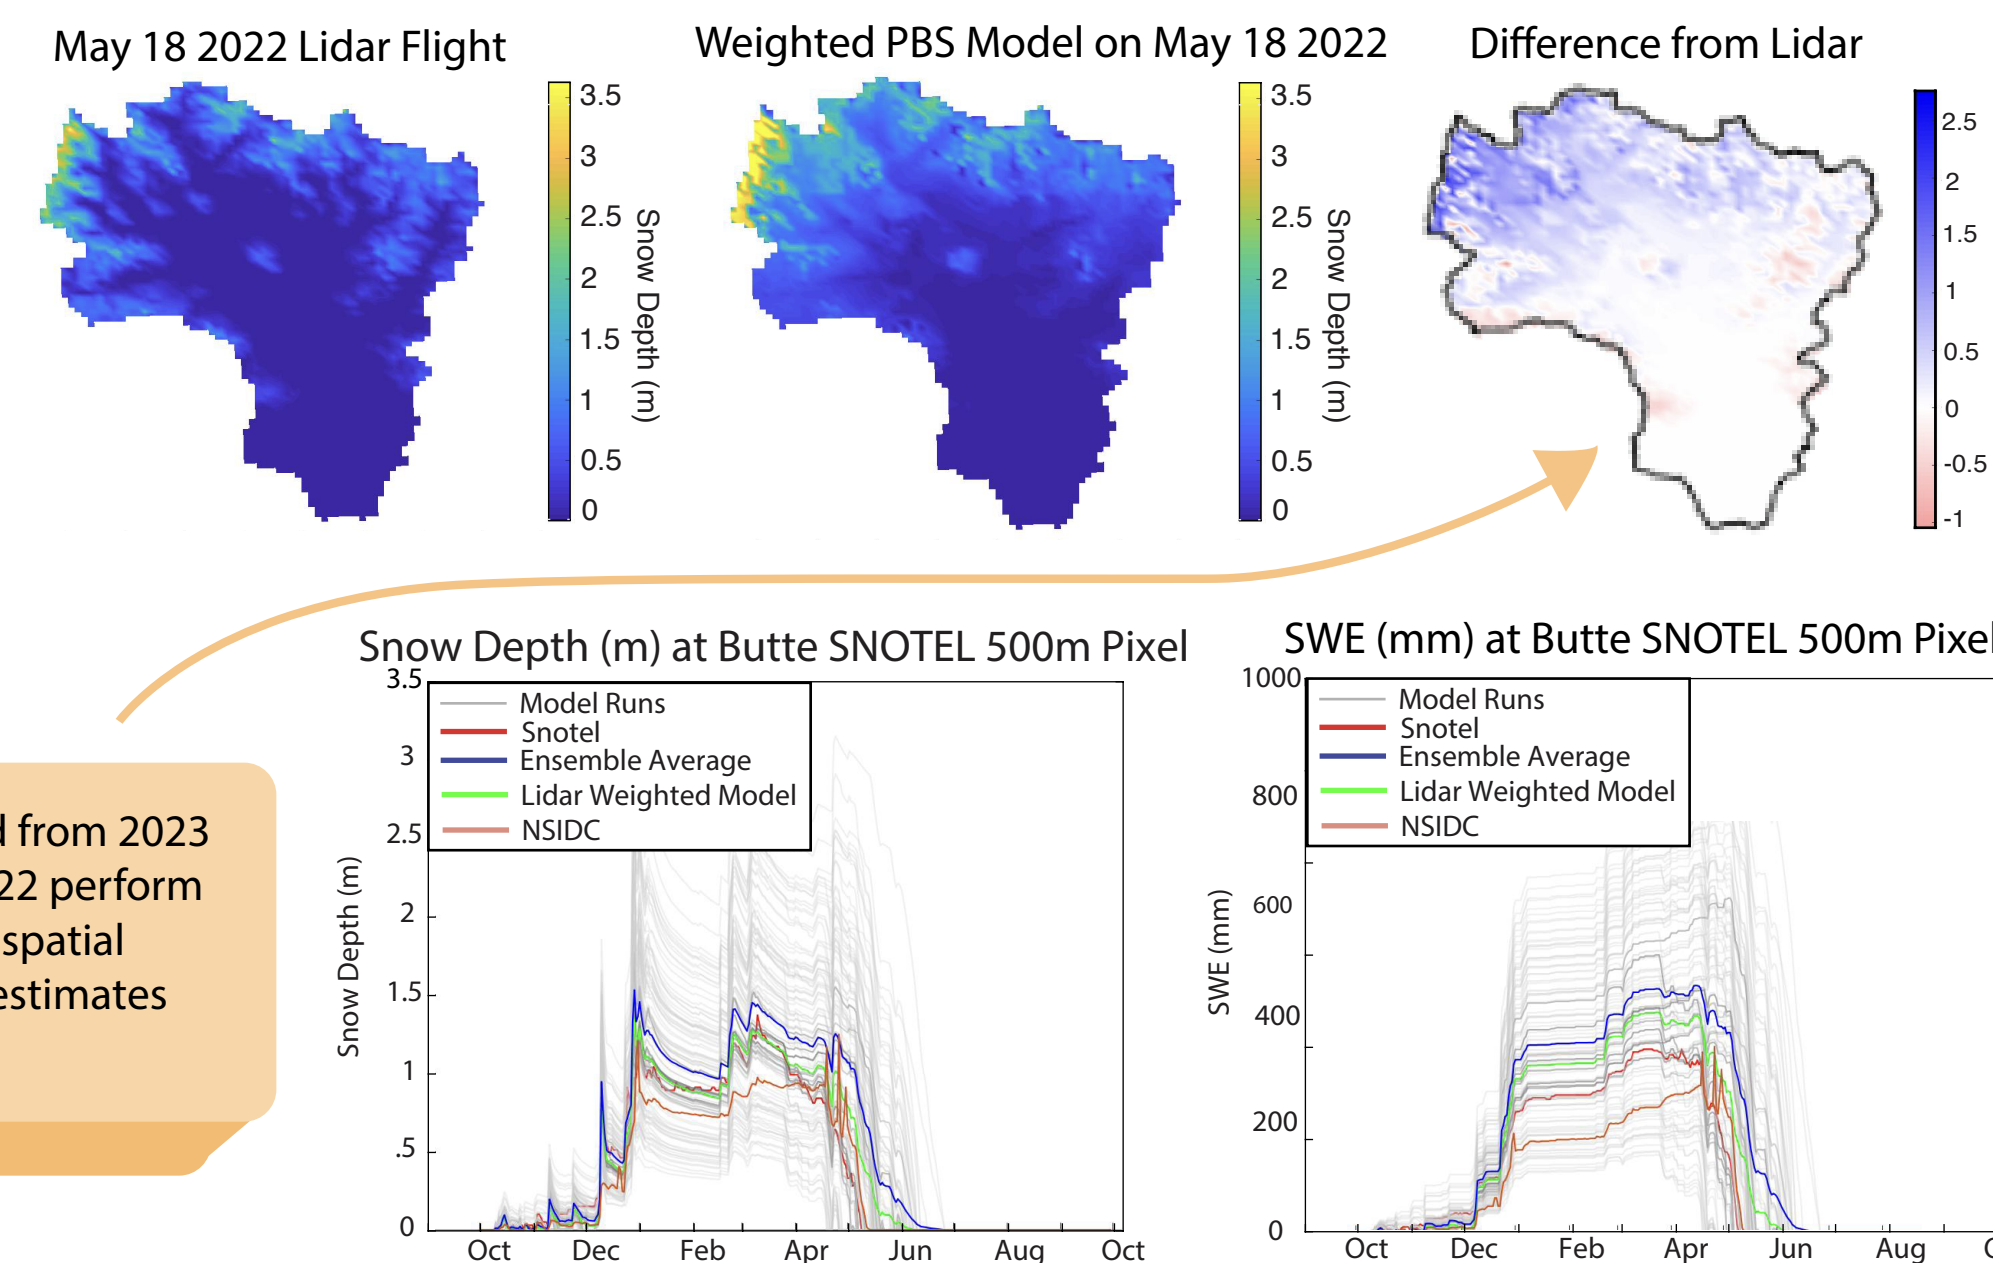 May 18 2022 Lidar Flight
3.5
3
2.5
2
1.5
1
0.5
0
Snow Depth (m)
Weighted PBS Model on May 18 2022
3.5
3
2.5
2
1.5
1
0.5
0
Snow Depth (m)
Difference from Lidar
2.5
2
1.5
1
0.5
0
-0.5
-1
from 2023
22 perform
spatial
estimates
Snow Depth (m) at Butte SNOTEL 500m Pixel
Model Runs
Snotel
Ensemble Average
Lidar Weighted Model
NSIDC
Snow Depth (m)
3.5
3
2.5
2
1.5
1
.5
0
Oct Dec Feb Apr Jun Aug Oct
SWE (mm) at Butte SNOTEL 500m Pixel
Model Runs
Snotel
Ensemble Average
Lidar Weighted Model
NSIDC
SWE (mm)
1000
800
600
400
200
0
Oct Dec Feb Apr Jun Aug